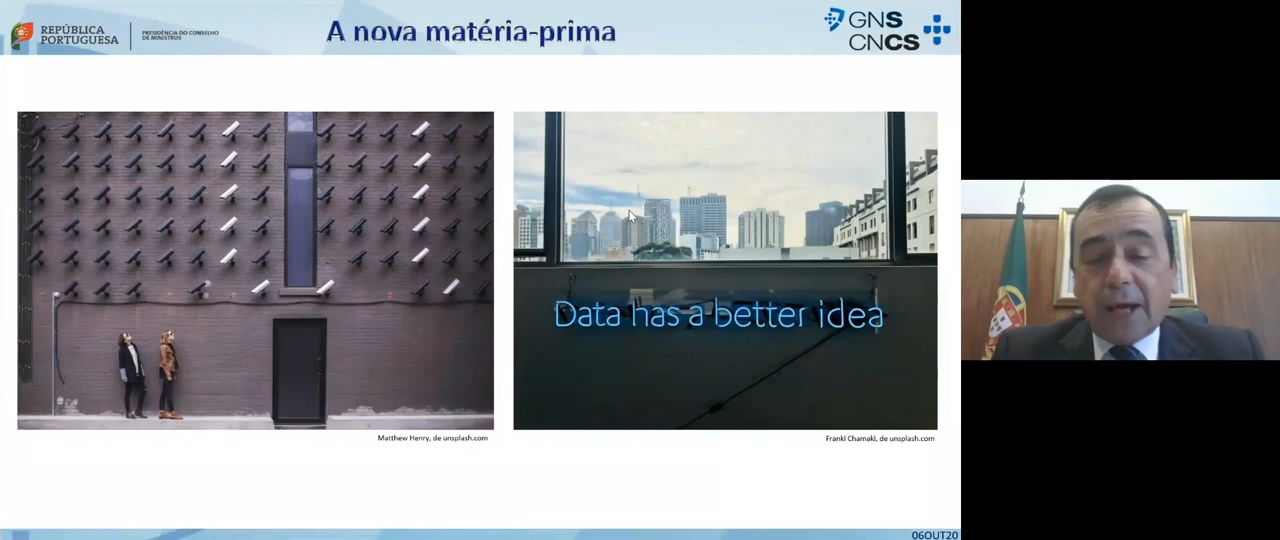 REPÚBLICA
PORTUGUESA
PRESIDÊNCIA DO CONSELHO
DE MINISTROS
A nova matéria-prima
GNS
CNCS
Data has a better idea
Matthew Henry, de unsplash.com
Franki Chamaki, de unsplash.com
06OUT20